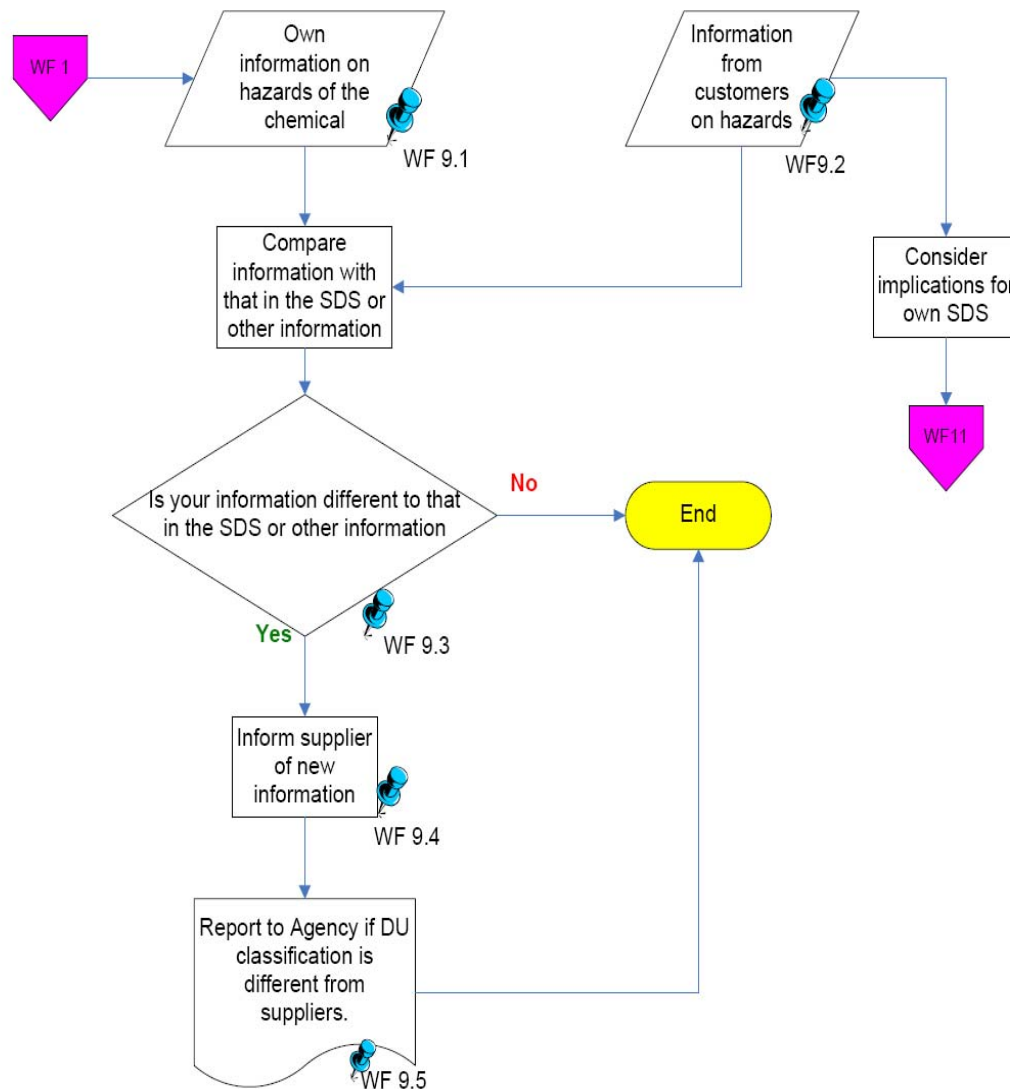 WF 1
Own
information on
hazards of the
chemical
WF 9.1
Information
from
customers
on hazards
WF9.2
Compare
information with
that in the SDS or
other information
Consider
implications for
own SDS
WF11
Is your information different to that
in the SDS or other information
No
End
Yes
WF 9.3
Inform supplier
of new
information
WF 9.4
Report to Agency if DU
classification is
different from
suppliers.
WF 9.5